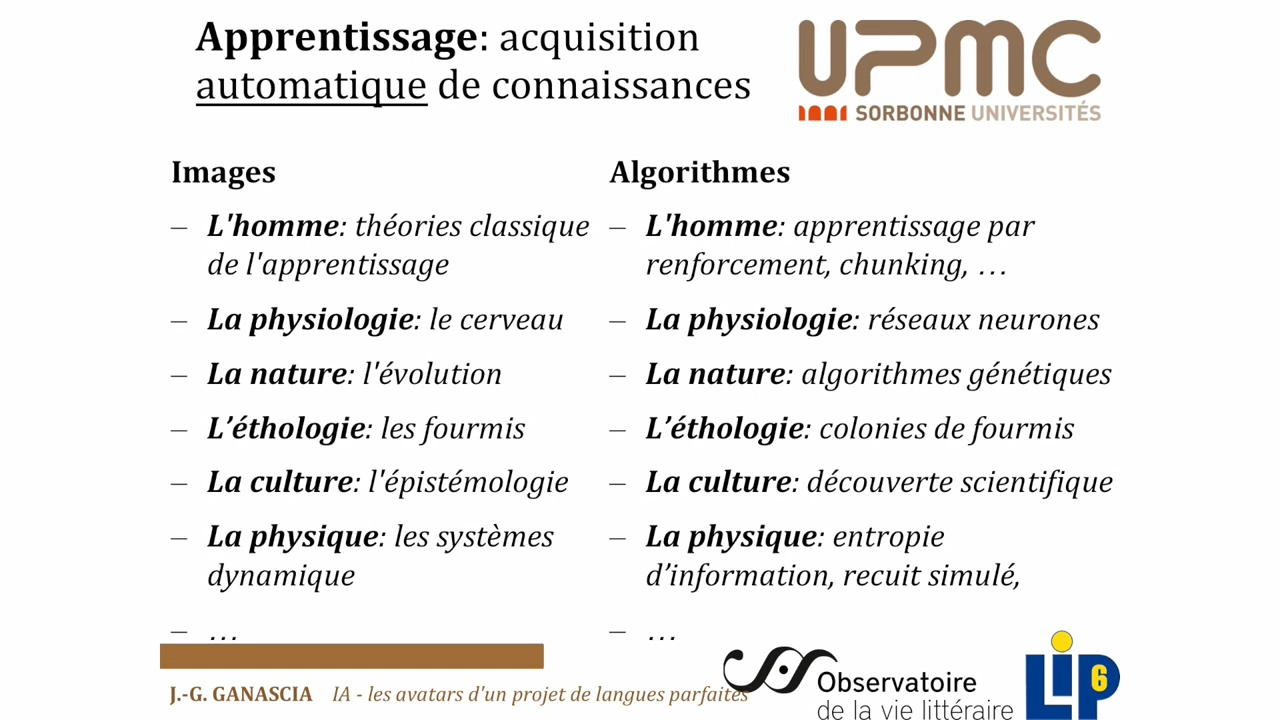 Apprentissage: acquisition
automatique de connaissances
UPMC
SORBONNE UNIVERSITÉS
Images
– L'homme: théories classique
de l'apprentissage
– La physiologie: le cerveau
– La nature: l'évolution
– L’éthologie: les fourmis
– La culture: l'épistémologie
– La physique: les systèmes
dynamique
– …
Algorithmes
– L'homme: apprentissage par
renforcement, chunking, …
– La physiologie: réseaux neurones
– La nature: algorithmes génétiques
– L’éthologie: colonies de fourmis
– La culture: découverte scientifique
– La physique: entropie
d’information, recuit simulé,
– …
J.-G. GANASCIA IA - les avatars d'un projet de langues parfaites
Observatoire
de la vie littéraire
LIP6